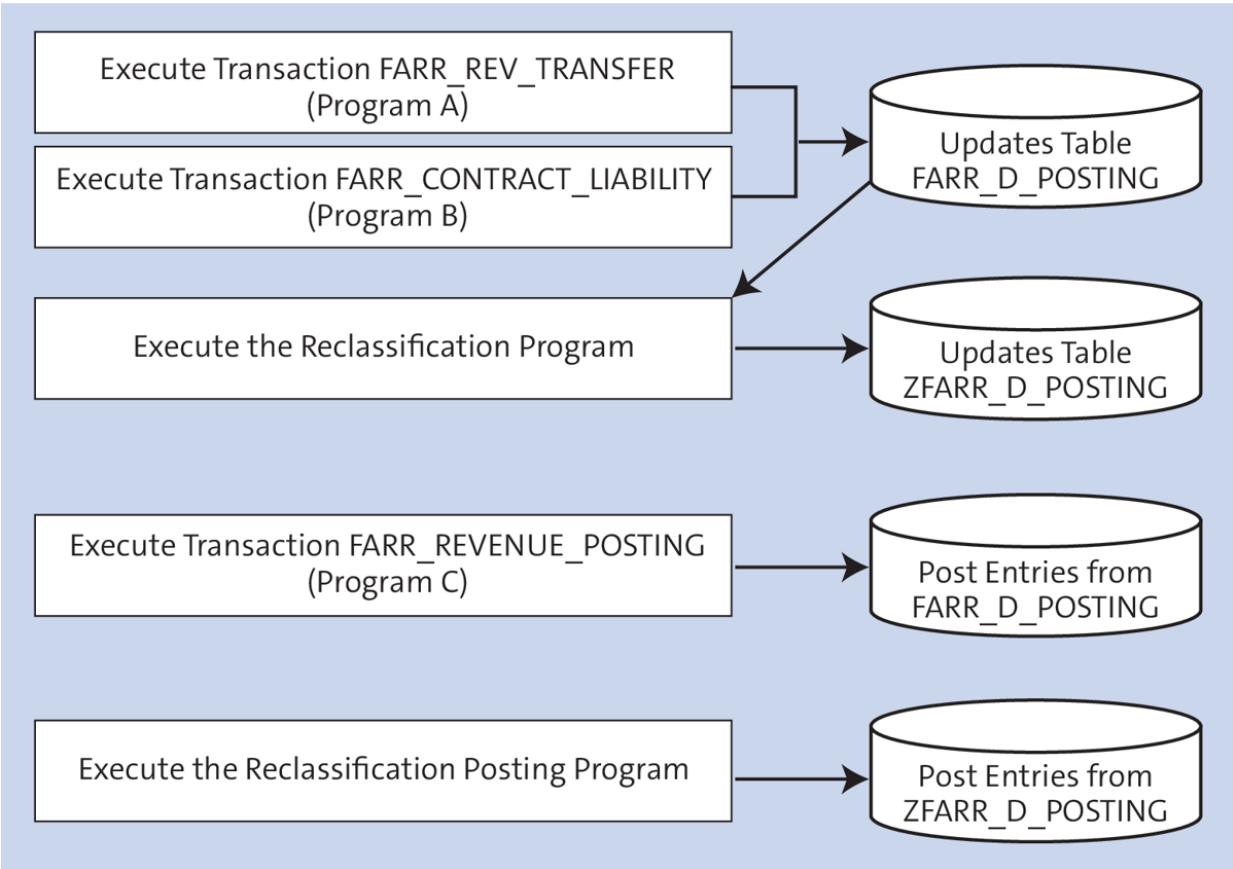 Execute Transaction FARR_REV_TRANSFER
(Program A)
Updates Table
FARR_D_POSTING
Execute Transaction FARR_CONTRACT_LIABILITY
(Program B)
Execute the Reclassification Program
Updates Table
ZFARR_D_POSTING
Execute Transaction FARR_REVENUE_POSTING
(Program C)
Post Entries from
FARR_D_POSTING
Execute the Reclassification Posting Program
Post Entries from
ZFARR_D_POSTING